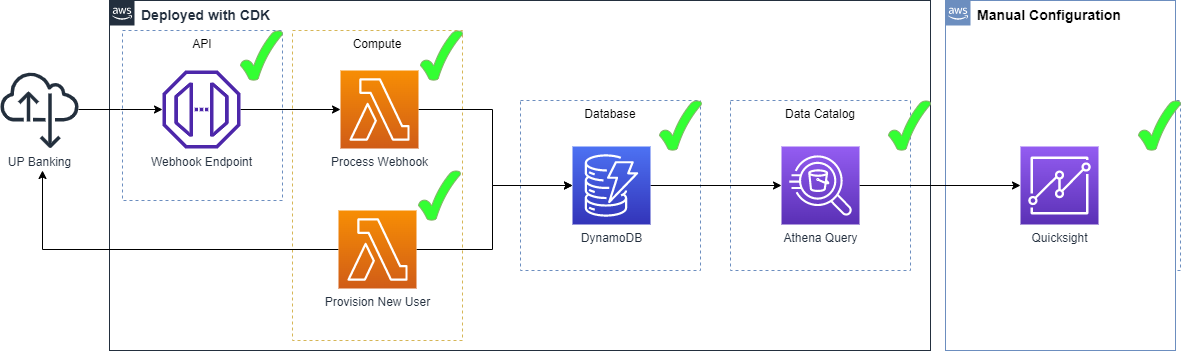 aws
Deployed with CDK
aws
Manual Configuration
API
Compute
Database
Data Catalog
UP Banking
Webhook Endpoint
Process Webhook
DynamoDB
Athena Query
Quicksight
Provision New User